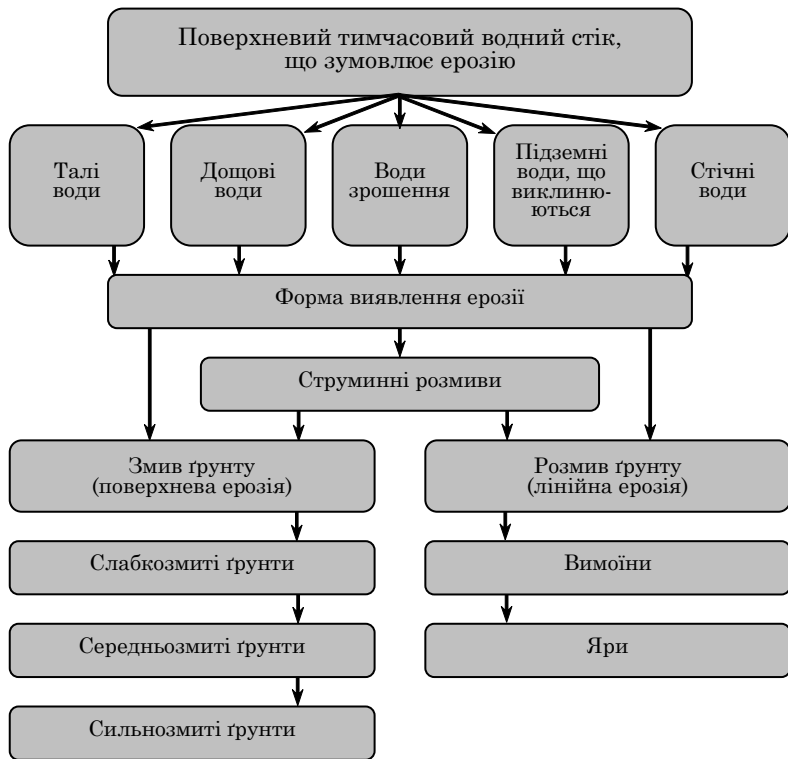 Поверхневий тимчасовий водний стік,
що зумовлює ерозію
Талі
води
Дощові
води
Води
зрошення
Підземні
води, що
виклиню-
ються
Стічні
води
Форма виявлення ерозії
Струминні розмиви
Змив ґрунту
(поверхнева ерозія)
Розмив ґрунту
(лінійна ерозія)
Слабкозмиті ґрунти
Вимоїни
Середньозмиті ґрунти
Яри
Сильнозмиті ґрунти